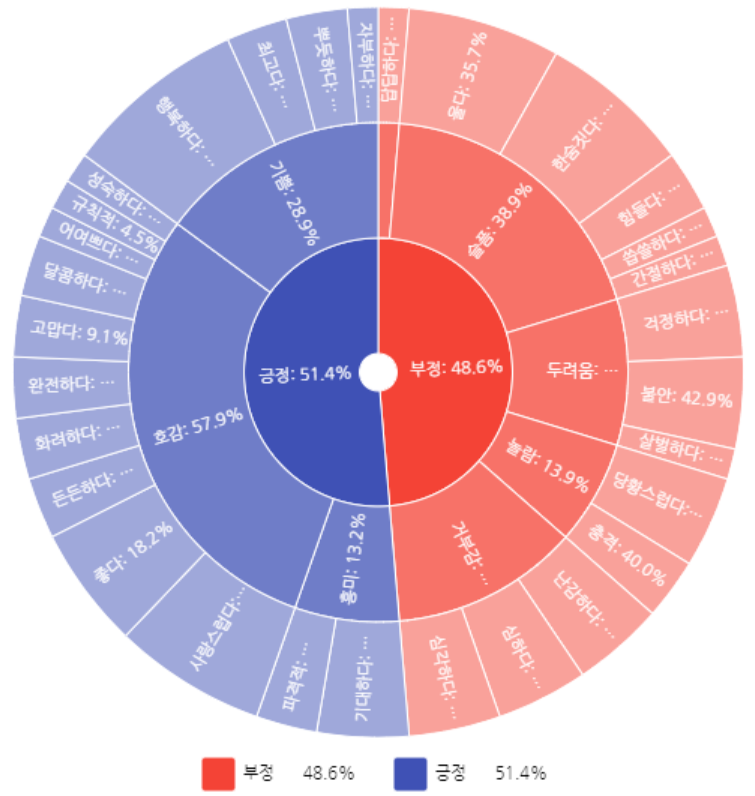 부정: 48.6%
긍정: 51.4%
슬픔: 38.9%
두려움: ...
놀람: 13.9%
거부감: ...
흥미: 13.2%
호감: 57.9%
기쁨: 28.9%
답답하다: ...
울다: 35.7%
한숨짓다: ...
힘들다: ...
씁쓸하다: ...
간절하다: ...
걱정하다: ...
불안: 42.9%
살벌하다: ...
당황스럽다:...
충격: 40.0%
난감하다: ...
심하다: ...
심각하다: ...
기대하다: ...
파격적: ...
사랑스럽다:...
좋다: 18.2%
든든하다: ...
화려하다: ...
완전하다: ...
고맙다: 9.1%
달콤하다: ...
어여쁘다: ...
규칙적: 4.5%
성숙하다: ...
행복하다: ...
최고다: ...
뿌듯하다: ...
자부하다: ...
부정 48.6% 긍정 51.4%